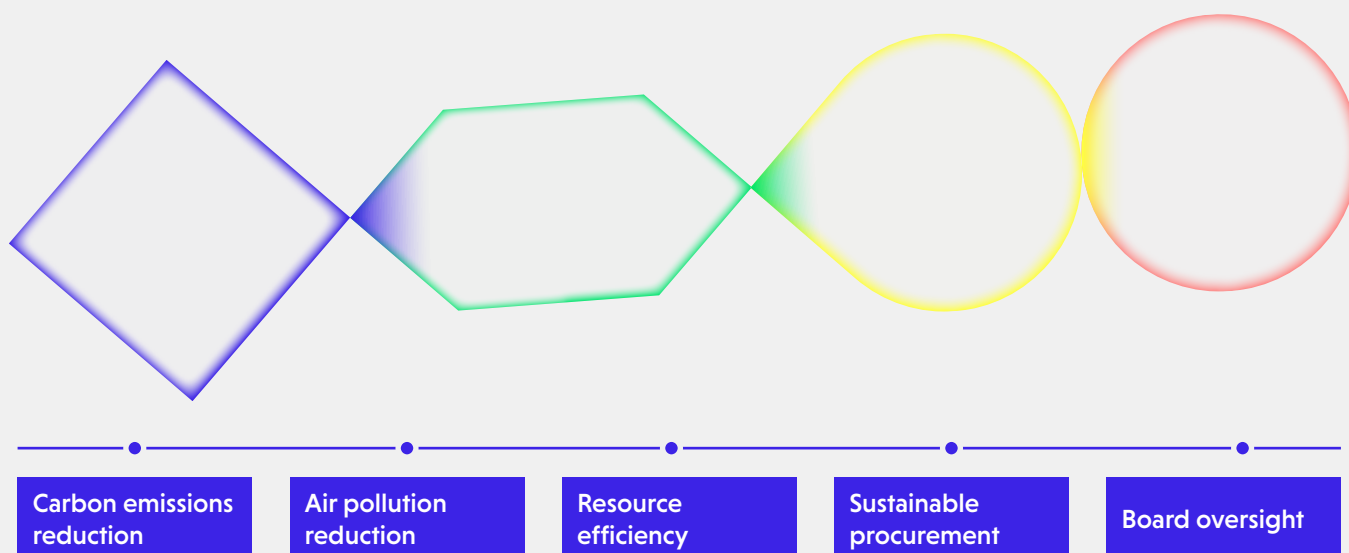 Carbon emissions
reduction
Air pollution
reduction
Resource
efficiency
Sustainable
procurement
Board oversight